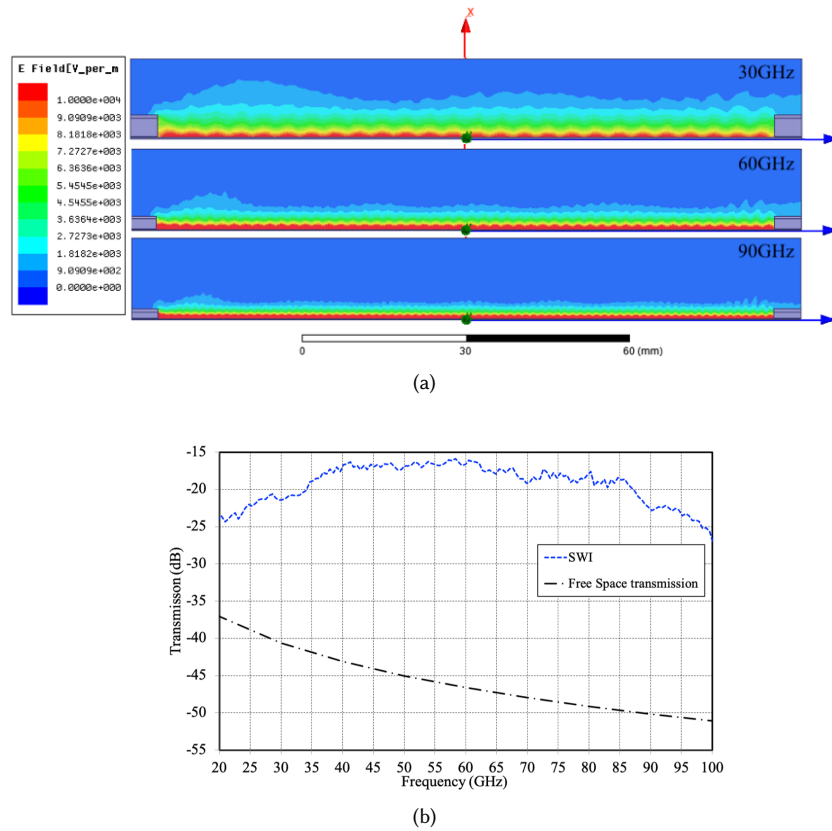 X
E Field[V_per_m
1.0000e+004
9.0909e+003
8.1818e+003
7.2727e+003
6.3636e+003
5.4545e+003
4.5455e+003
3.6364e+003
2.7273e+003
1.8182e+003
9.0909e+002
0.0000e+000
30GHz
60GHz
90GHz
0 30 60 (mm)
(a)
Transmisson (dB)
-15
-20
-25
-30
-35
-40
-45
-50
-55
SWI
Free Space transmission
20 25 30 35 40 45 50 55 60 65 70 75 80 85 90 95 100
Frequency (GHz)
(b)